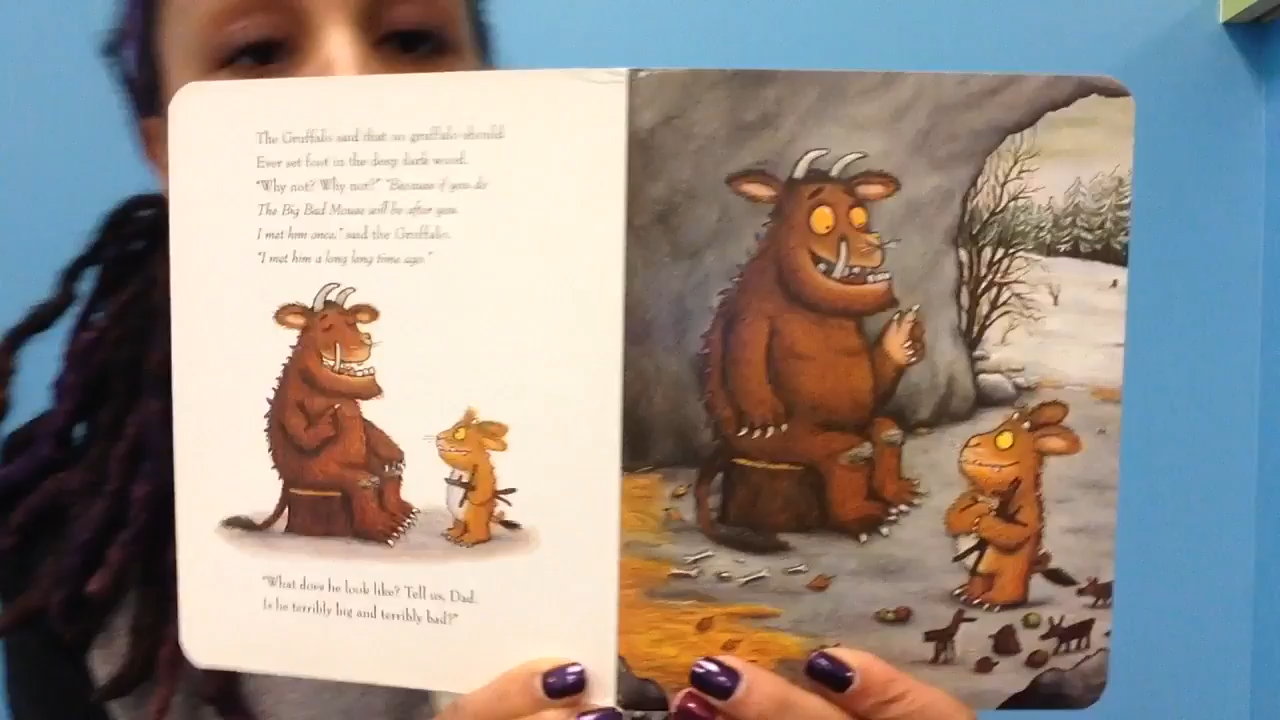 The Gruffalo said that no gruffalo should
Ever set foot in the deep dark wood.
"Why not? Why not?" "Because if you do
The Big Bad Mouse will be after you.
I met him once," said the Gruffalo.
"I met him a long long time ago."
"What does he look like? Tell us, Dad.
Is he terribly big and terribly bad?"